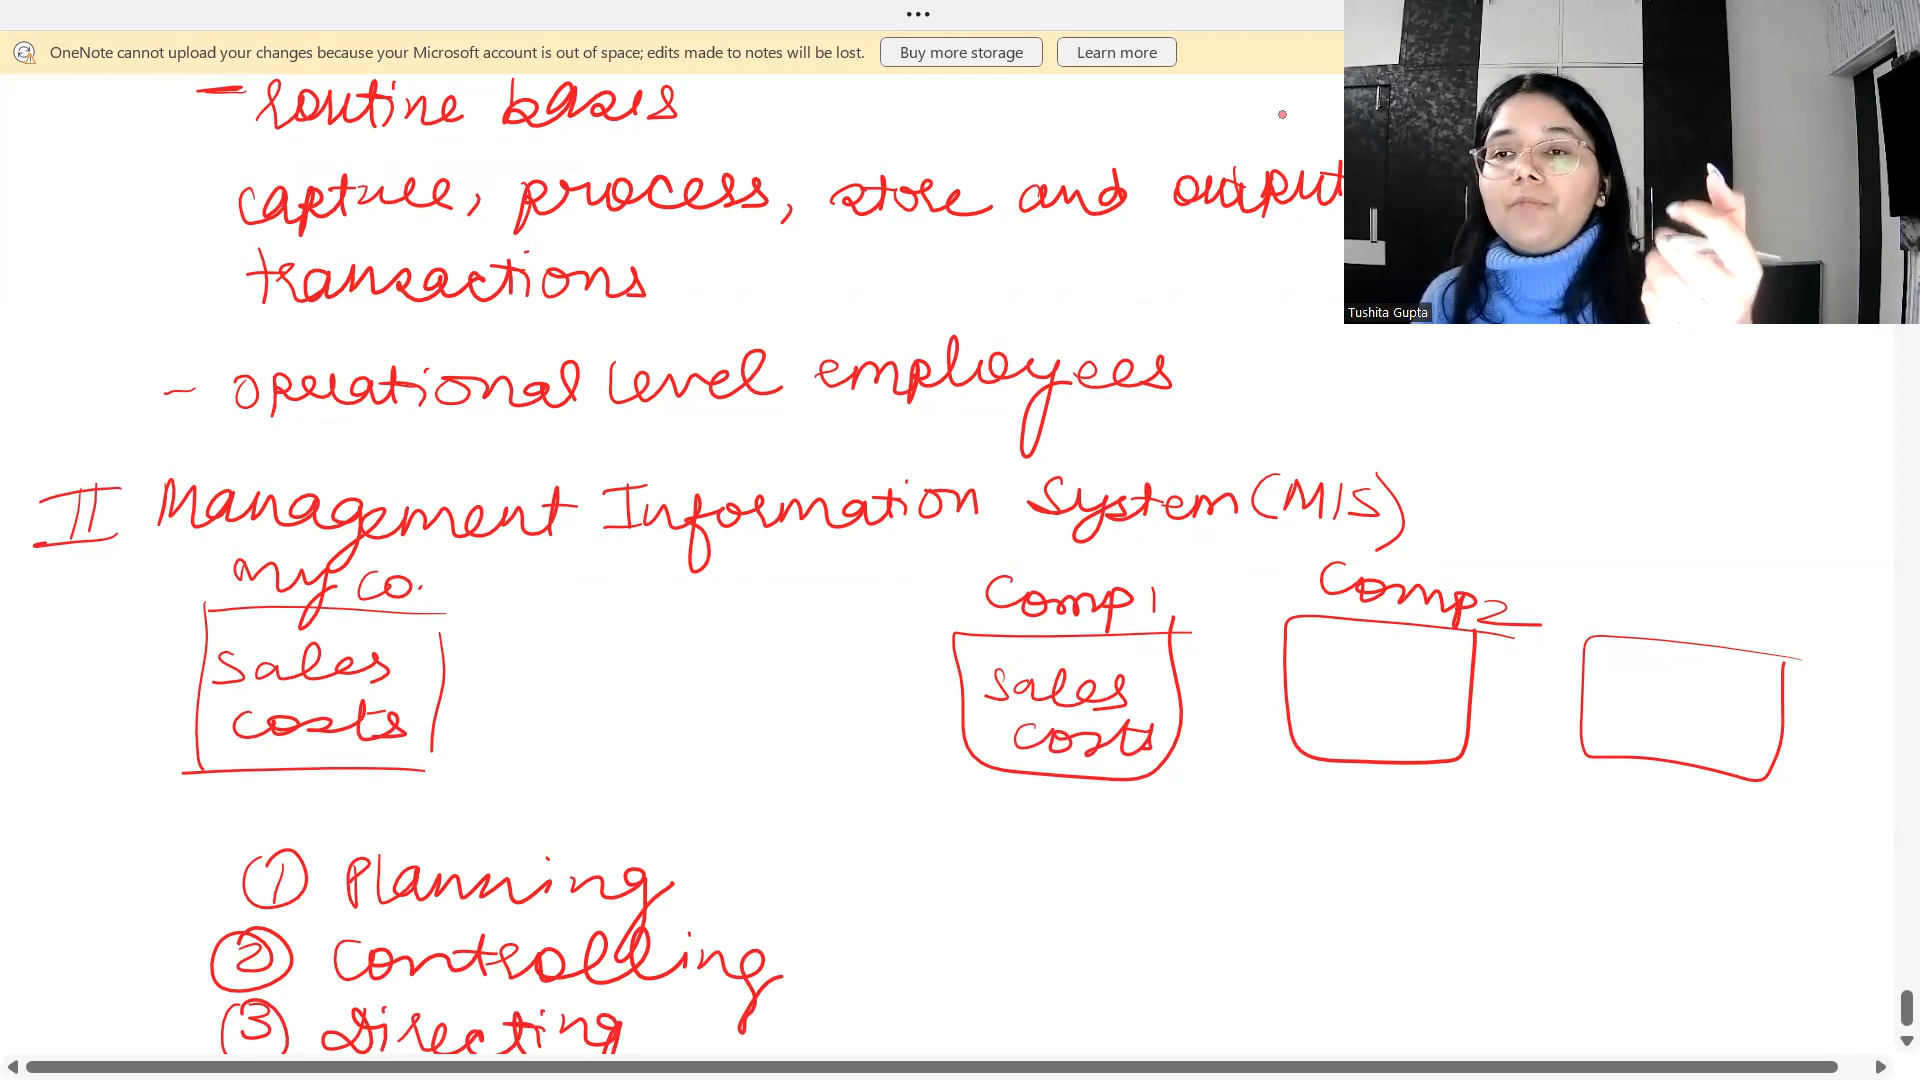 ...
OneNote cannot upload your changes because your Microsoft account is out of space; edits made to notes will be lost. Buy more storage Learn more
- routine basis
capture, process, store and output
transactions
Tushita Gupta
- operational level employees
II Management Information System (MIS)
my co.
Comp 1
Comp 2
Sales
costs
Sales
costs
① Planning
② Controlling
③ Directing